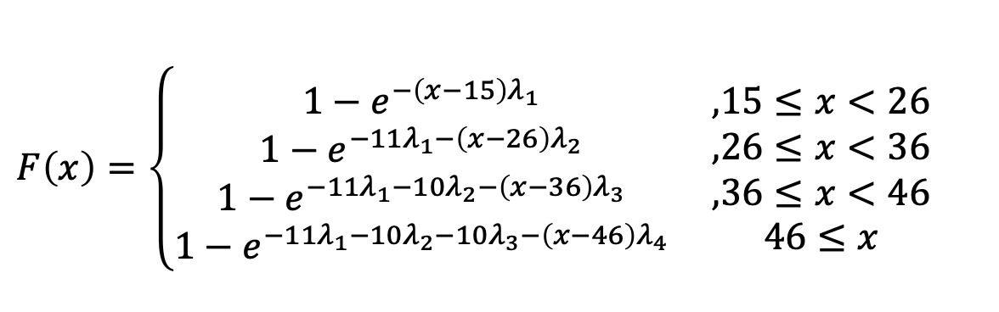 1 − e^{−(x−15)λ₁} ,15 ≤ x < 26
1 − e^{−11λ₁−(x−26)λ₂} ,26 ≤ x < 36
F(x) = {
1 − e^{−11λ₁−10λ₂−(x−36)λ₃} ,36 ≤ x < 46
1 − e^{−11λ₁−10λ₂−10λ₃−(x−46)λ₄} 46 ≤ x